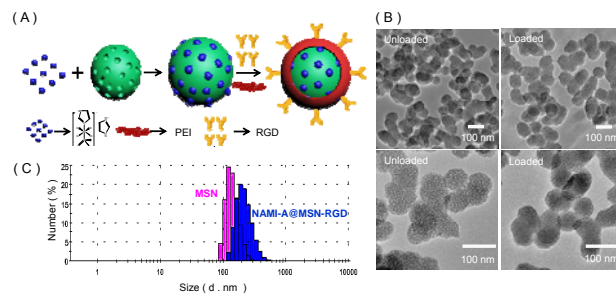 ( A )
PEI
RGD
( C )
25
20
15
10
5
0
Number ( % )
MSN
NAMI-A@MSN-RGD
1
10
100
1000
10000
Size ( d . nm )
( B )
Unloaded
Loaded
100 nm
100 nm
Unloaded
Loaded
100 nm
100 nm